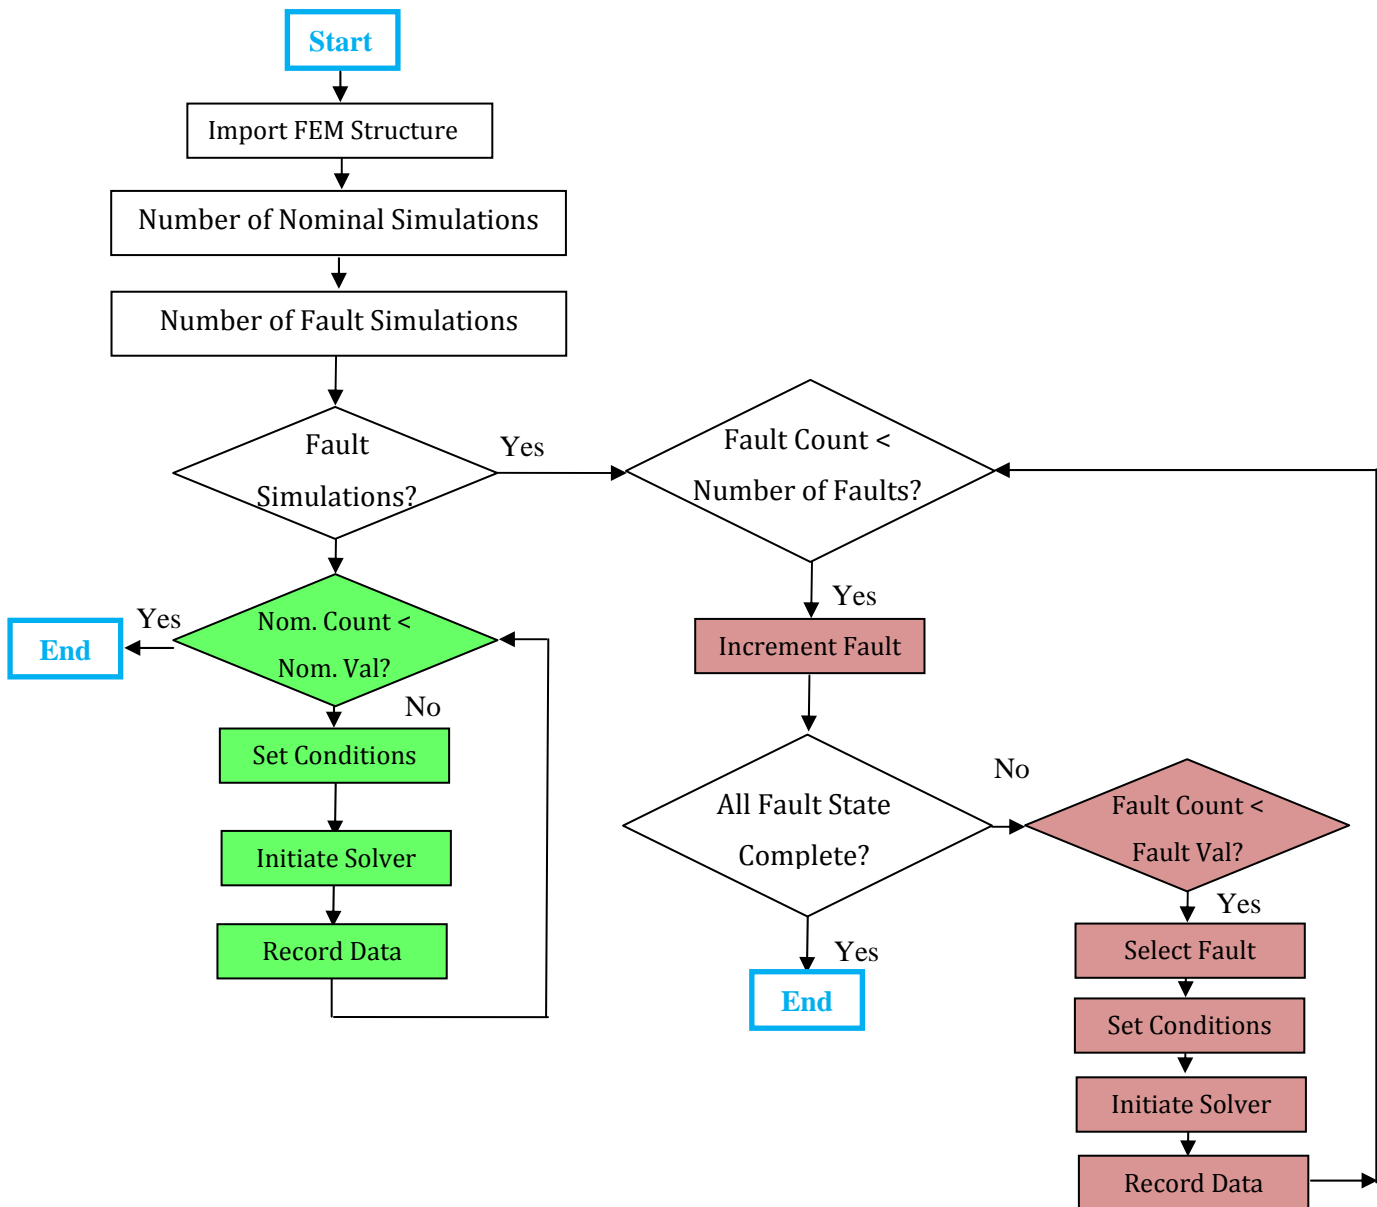 Start
Import FEM Structure
Number of Nominal Simulations
Number of Fault Simulations
Fault
Simulations?
Yes
Fault Count <
Number of Faults?
Yes
Increment Fault
Nom. Count <
Nom. Val?
Yes
End
No
Set Conditions
Initiate Solver
Record Data
All Fault State
Complete?
No
Yes
End
Fault Count <
Fault Val?
Yes
Select Fault
Set Conditions
Initiate Solver
Record Data